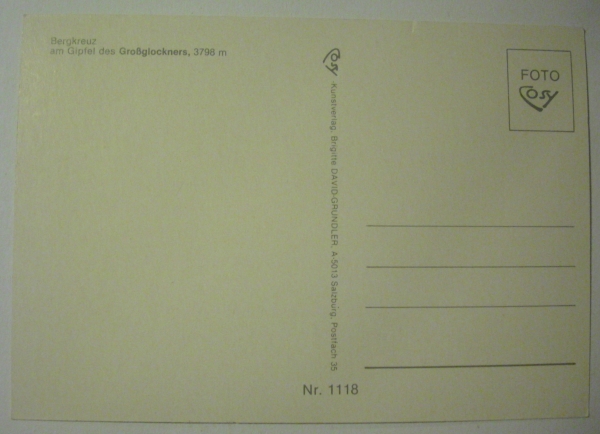 Bergkreuz
am Gipfel des Großglockners, 3798 m
Cosy -Kunstverlag, Brigitte DAVID-GRUNDLER, A-5013 Salzburg, Postfach 35
FOTO
Cosy
Nr. 1118